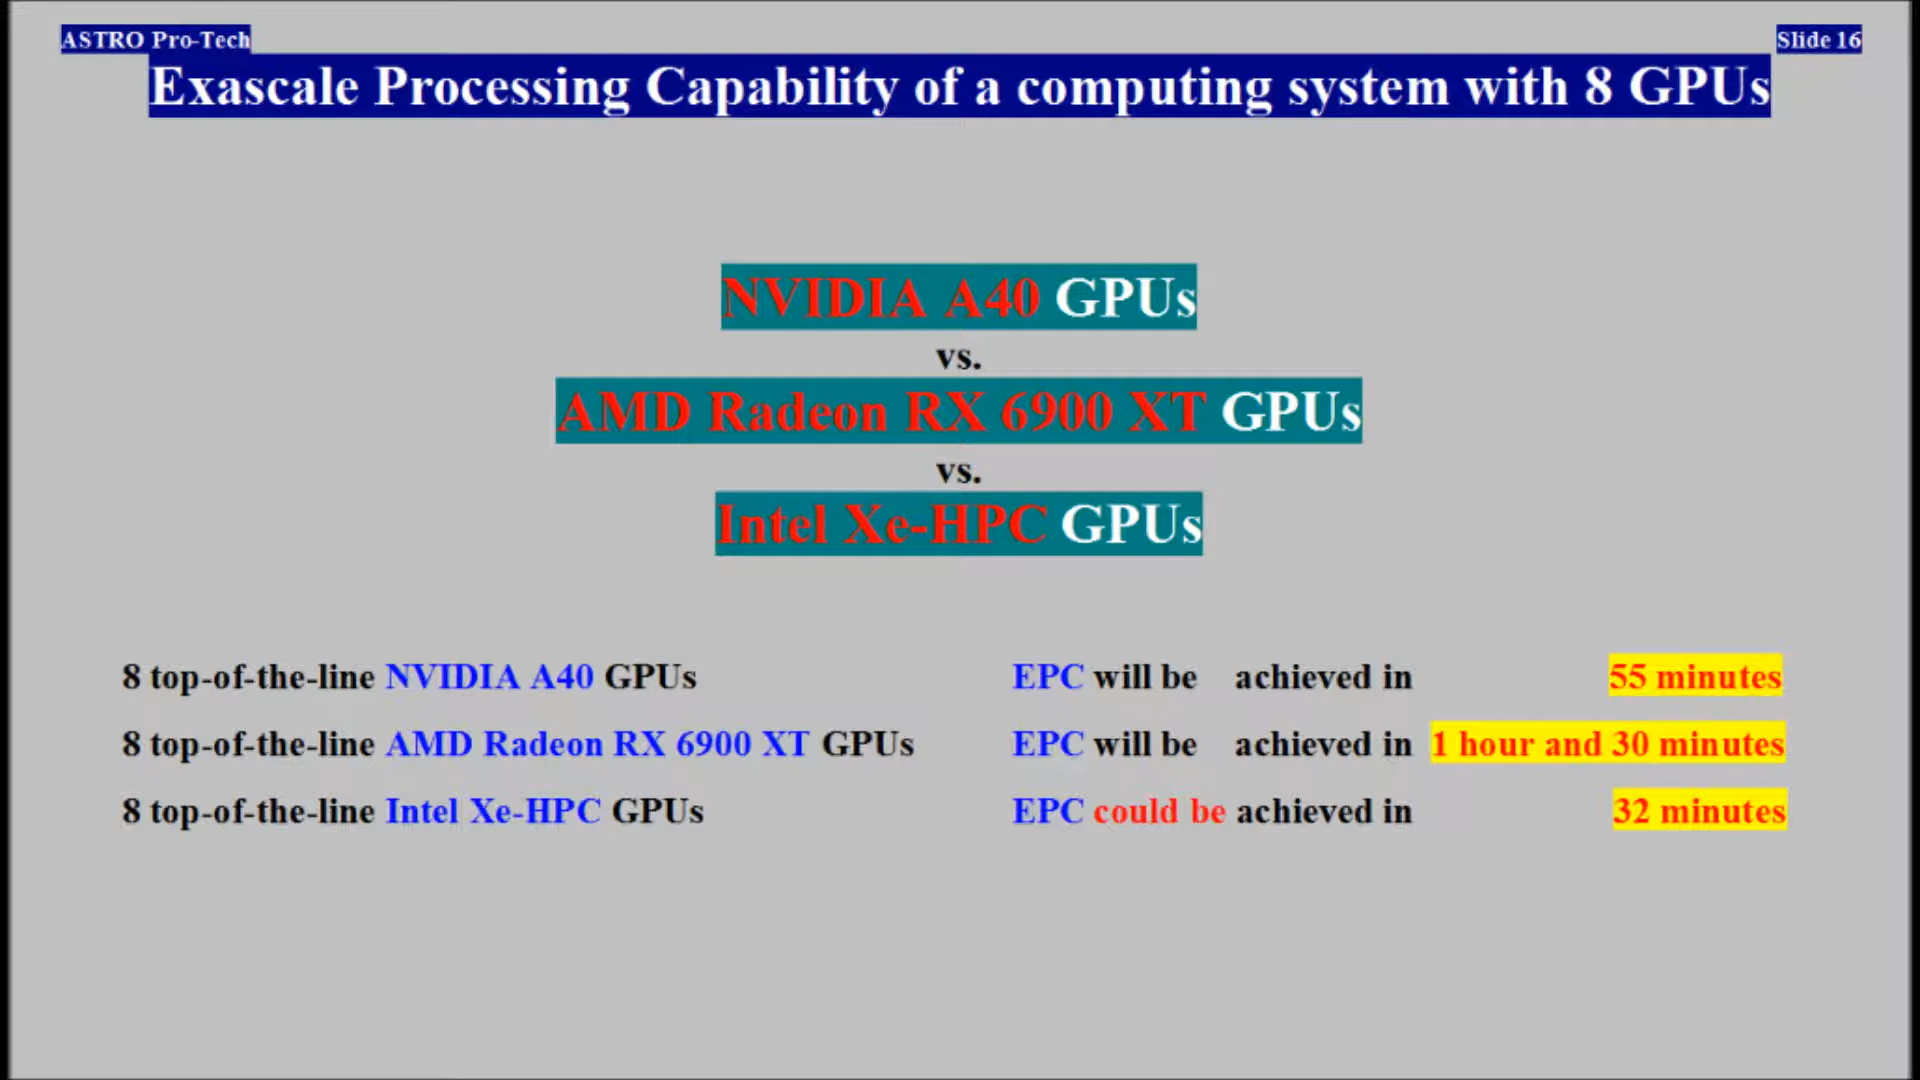 ASTRO Pro-Tech
Slide 16
Exascale Processing Capability of a computing system with 8 GPUs
NVIDIA A40 GPUs
vs.
AMD Radeon RX 6900 XT GPUs
vs.
Intel Xe-HPC GPUs
8 top-of-the-line NVIDIA A40 GPUs EPC will be achieved in 55 minutes
8 top-of-the-line AMD Radeon RX 6900 XT GPUs EPC will be achieved in 1 hour and 30 minutes
8 top-of-the-line Intel Xe-HPC GPUs EPC could be achieved in 32 minutes